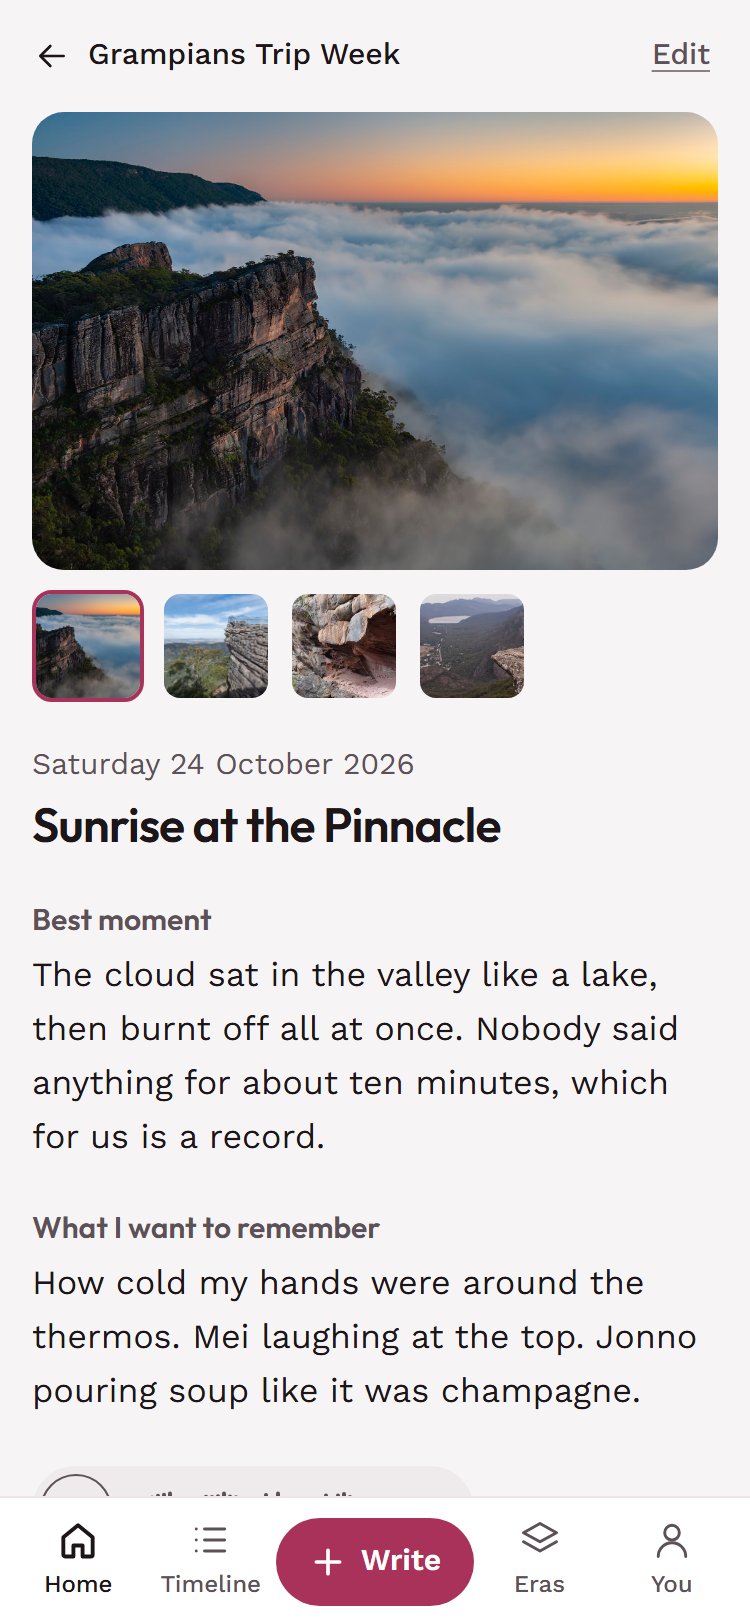 Grampians Trip Week
Edit
Saturday 24 October 2026
Sunrise at the Pinnacle
Best moment
The cloud sat in the valley like a lake,
then burnt off all at once. Nobody said
anything for about ten minutes, which
for us is a record.
What I want to remember
How cold my hands were around the
thermos. Mei laughing at the top. Jonno
pouring soup like it was champagne.
Home
Timeline
Write
Eras
You